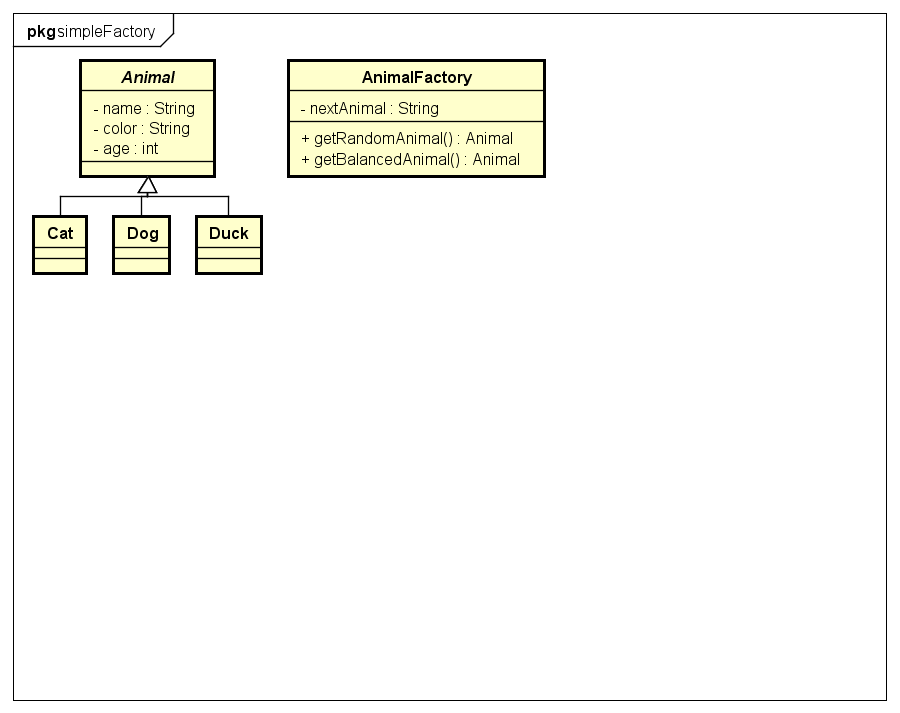 pkg simpleFactory
Animal
- name : String
- color : String
- age : int
AnimalFactory
- nextAnimal : String
+ getRandomAnimal() : Animal
+ getBalancedAnimal() : Animal
Cat
Dog
Duck